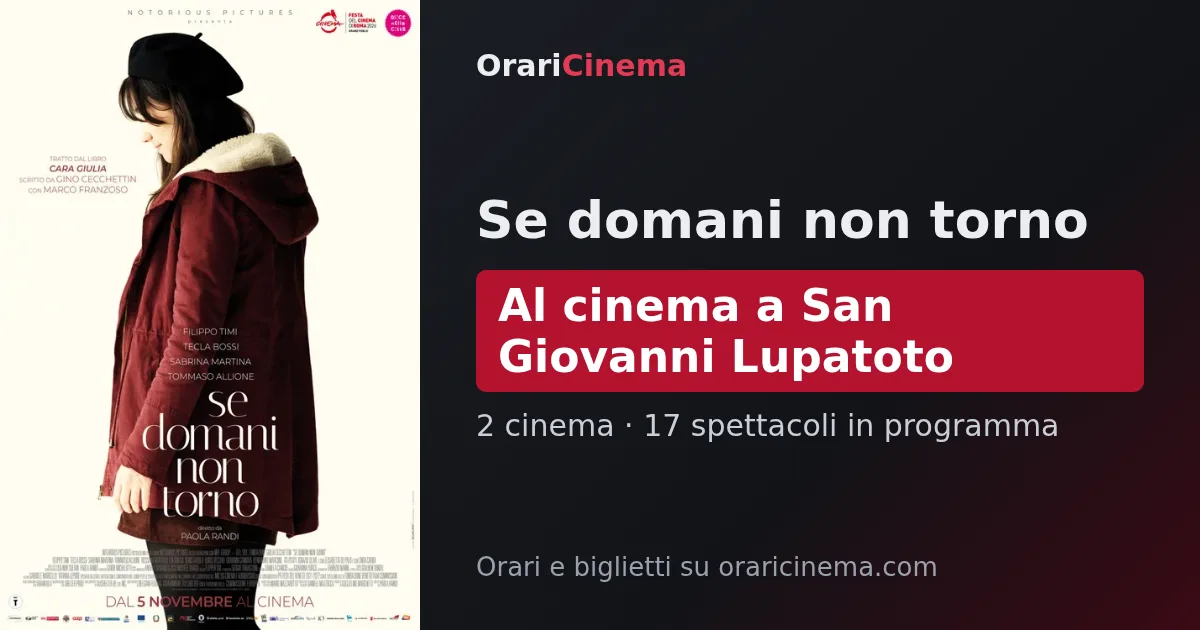 NOTORIOUS PICTURES
presenta
FESTA
DEL CINEMA
DI ROMA
TRATTO DAL LIBRO
CARA GIULIA
SCRITTO DA GINO CECCHETTIN
CON MARCO FRANZOSO
FILIPPO TIMI
TECLA BOSSI
SABRINA MARTINA
TOMMASO ALLIONE
se
domani
non
torno
diretto da
PAOLA RANDI
DAL 5 NOVEMBRE AL CINEMA
OrariCinema
Se domani non torno
Al cinema a San
Giovanni Lupatoto
2 cinema · 17 spettacoli in programma
Orari e biglietti su oraricinema.com